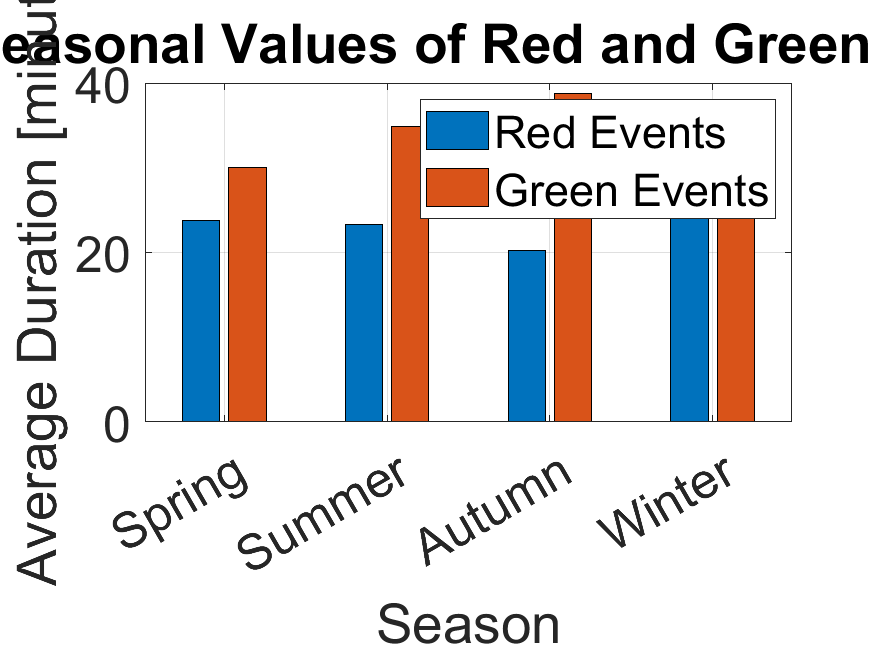 easonal Values of Red and Green
Average Duration [minut
40
20
0
Red Events
Green Events
Spring
Summer
Autumn
Winter
Season